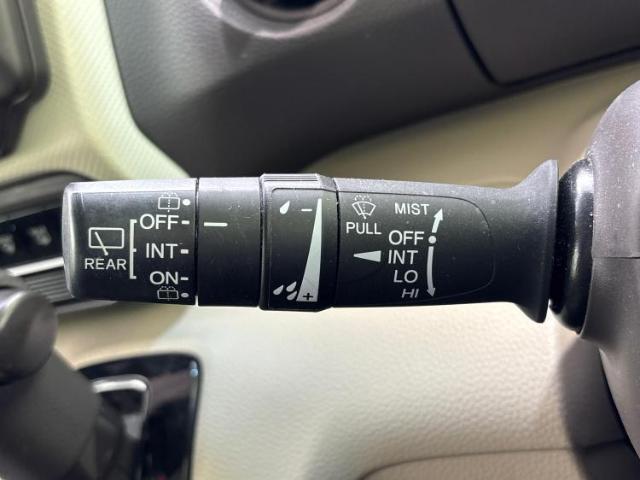 OFF
INT
ON
REAR
- 
+
PULL
MIST
OFF
INT
LO
HI